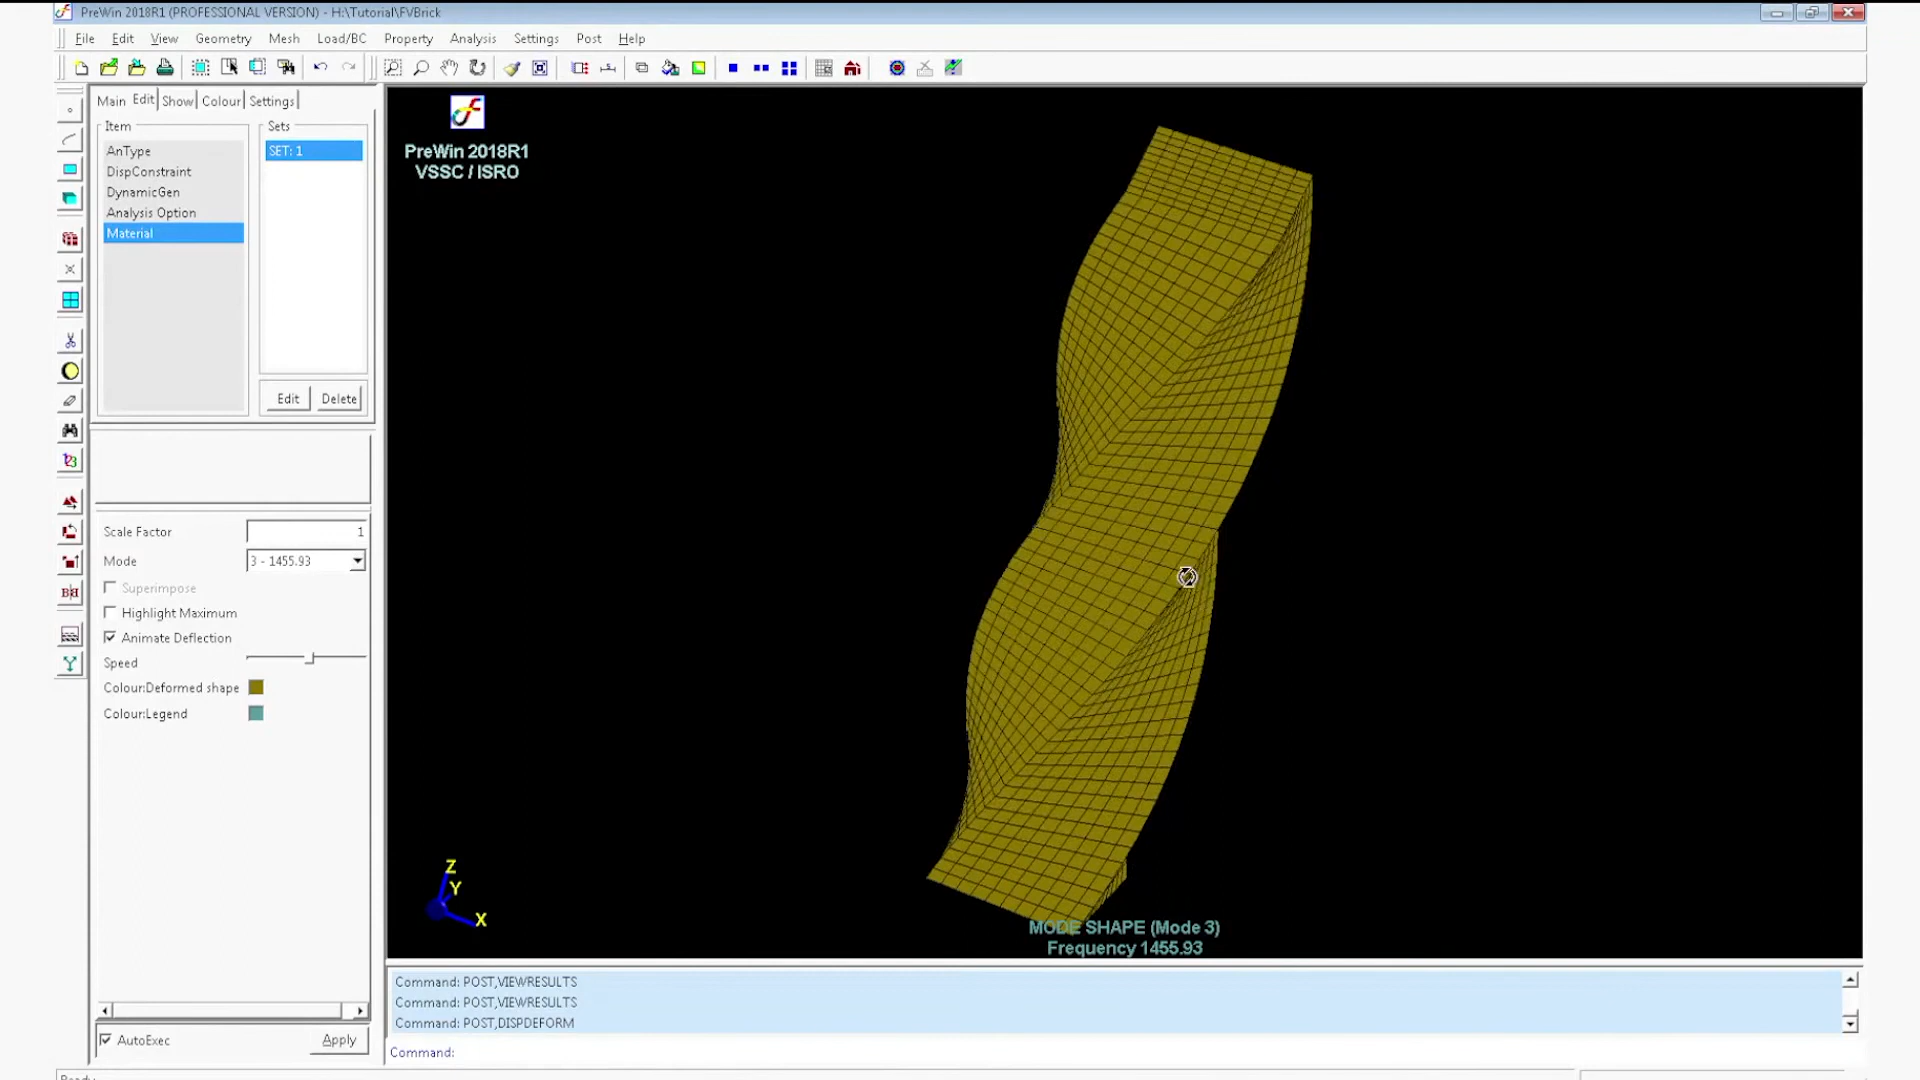 PreWin 2018R1 (PROFESSIONAL VERSION) - H:\Tutorial\FVBrick
File Edit View Geometry Mesh Load/BC Property Analysis Settings Post Help
Main Edit Show Colour Settings
Item Sets
AnType
DispConstraint
DynamicGen
Analysis Option
Material
SET: 1
Edit Delete
Scale Factor 1
Mode 3 - 1455.93
Superimpose
Highlight Maximum
Animate Deflection
Speed
Colour:Deformed shape
Colour:Legend
AutoExec Apply
PreWin 2018R1
VSSC / ISRO
Z
Y
X
MODE SHAPE (Mode 3)
Frequency 1455.93
Command: POST,VIEWRESULTS
Command: POST,VIEWRESULTS
Command: POST,DISPDEFORM
Command: